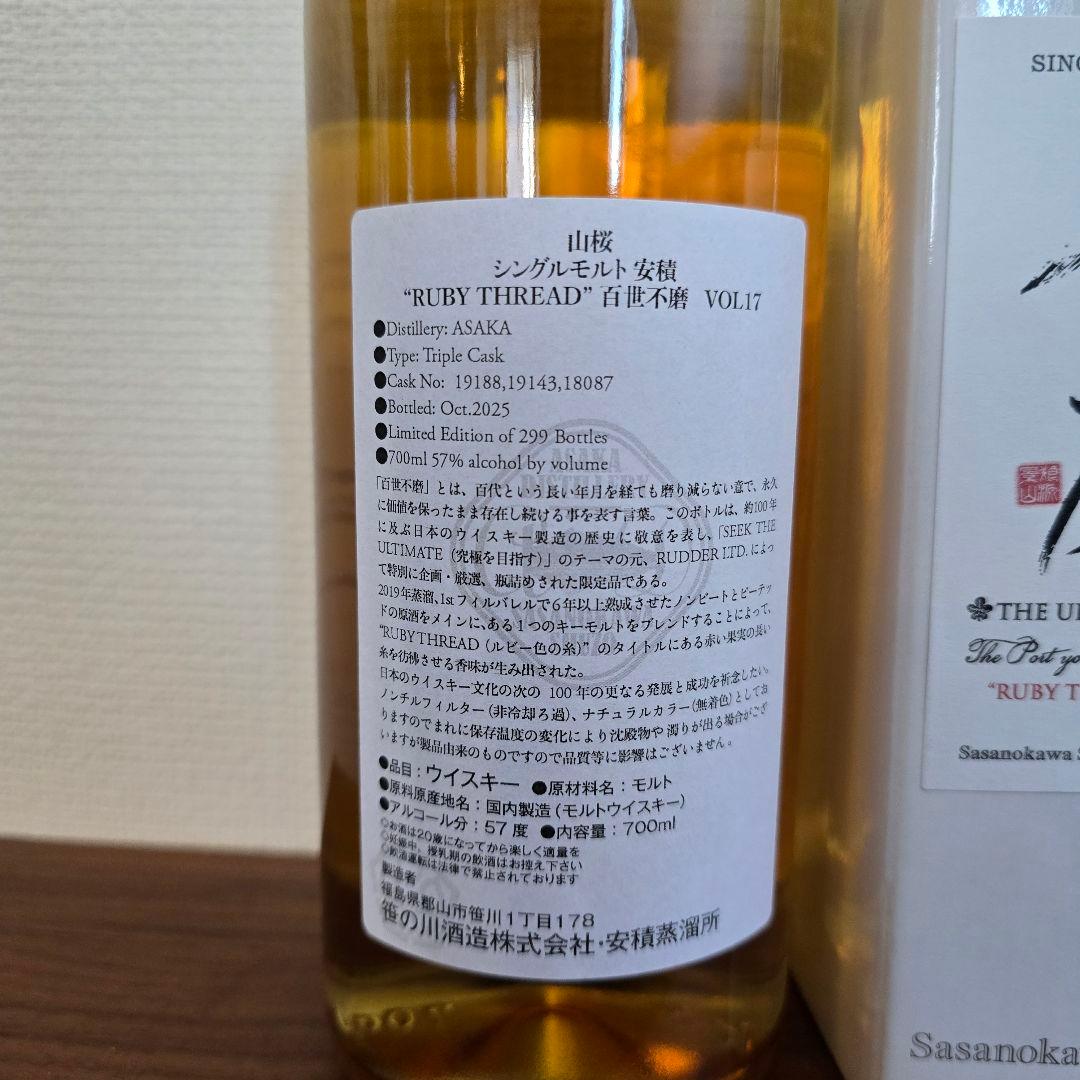 山桜
シングルモルト 安積
“RUBY THREAD” 百世不磨 VOL17
●Distillery: ASAKA
●Type: Triple Cask
●Cask No: 19188,19143,18087
●Bottled: Oct.2025
●Limited Edition of 299 Bottles
●700ml 57% alcohol by volume
「百世不磨」とは、百代という長い年月を経ても磨り減らない意で、永久
に価値を保ったまま存在し続ける事を表す言葉。このボトルは、約100年
に及ぶ日本のウイスキー製造の歴史に敬意を表し、「SEEK THE
ULTIMATE（究極を目指す）」のテーマの元、RUDDER LTD.によっ
て特別に企画・厳選、瓶詰めされた限定品である。
2019年蒸溜、1stフィルバレルで6年以上熟成させたノンピートとピーテッ
ドの原酒をメインに、ある１つのキーモルトをブレンドすることによって、
“RUBY THREAD（ルビー色の糸）”のタイトルにある赤い果実の長い
糸を彷彿させる香味が生み出された。
日本のウイスキー文化の次の 100年の更なる発展と成功を祈念したい。
ノンチルフィルター（非冷却ろ過）、ナチュラルカラー（無着色）としてお
りますのでまれに保存温度の変化により沈殿物や濁りが出る場合がござ
いますが製品由来のものですので品質等に影響はございません。
●品目：ウイスキー ●原材料名：モルト
●原料原産地名：国内製造（モルトウイスキー）
●アルコール分：57度 ●内容量：700ml
◇お酒は20歳になってから楽しく適量を
◇妊娠中、授乳期の飲酒はお控え下さい
◇飲酒運転は法律で禁止されております
製造者
福島県郡山市笹川1丁目178
笹の川酒造株式会社・安積蒸溜所
ASAKA
DISTILLERY
SING
THE UL
The Port yo
“RUBY T
Sasanokawa S
Sasanoka